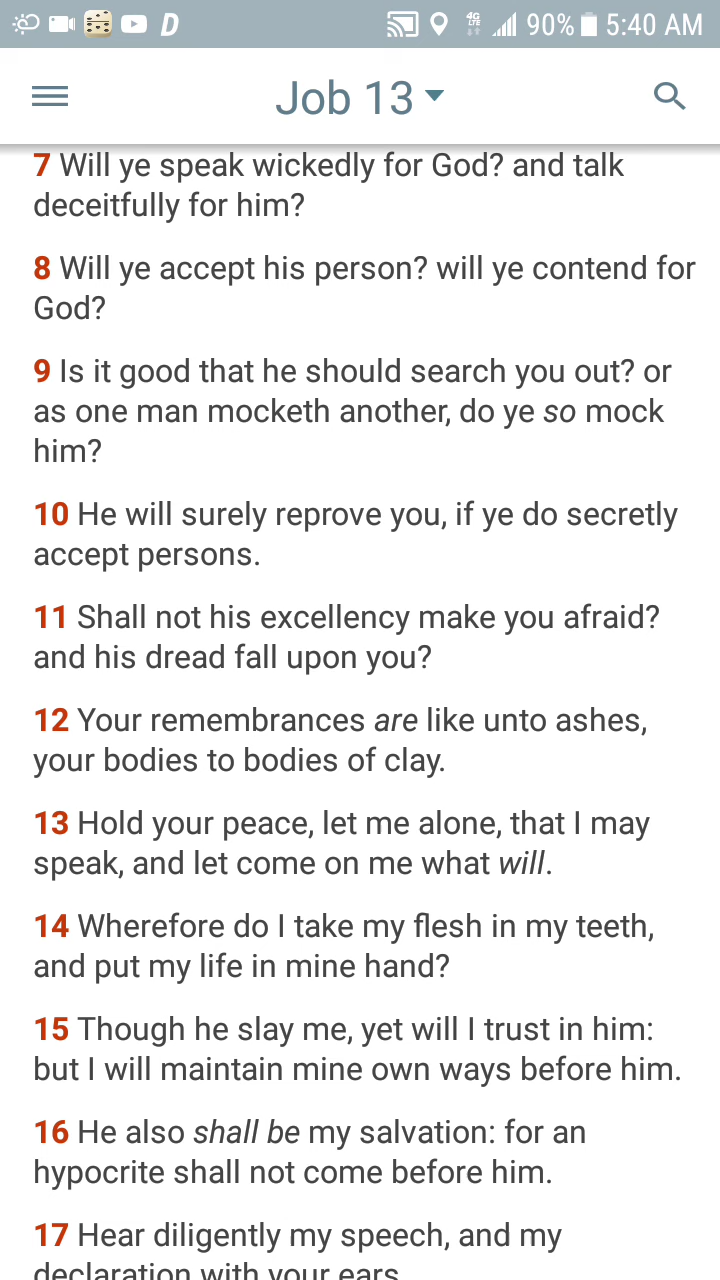 D 4G LTE 90% 5:40 AM
Job 13
7 Will ye speak wickedly for God? and talk
deceitfully for him?
8 Will ye accept his person? will ye contend for
God?
9 Is it good that he should search you out? or
as one man mocketh another, do ye so mock
him?
10 He will surely reprove you, if ye do secretly
accept persons.
11 Shall not his excellency make you afraid?
and his dread fall upon you?
12 Your remembrances are like unto ashes,
your bodies to bodies of clay.
13 Hold your peace, let me alone, that I may
speak, and let come on me what will.
14 Wherefore do I take my flesh in my teeth,
and put my life in mine hand?
15 Though he slay me, yet will I trust in him:
but I will maintain mine own ways before him.
16 He also shall be my salvation: for an
hypocrite shall not come before him.
17 Hear diligently my speech, and my
declaration with your ears.